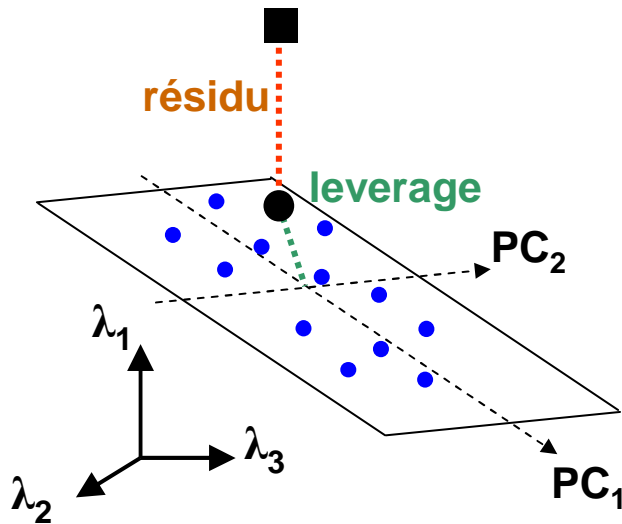 résidu
leverage
PC₂
λ₁
λ₃
λ₂
PC₁